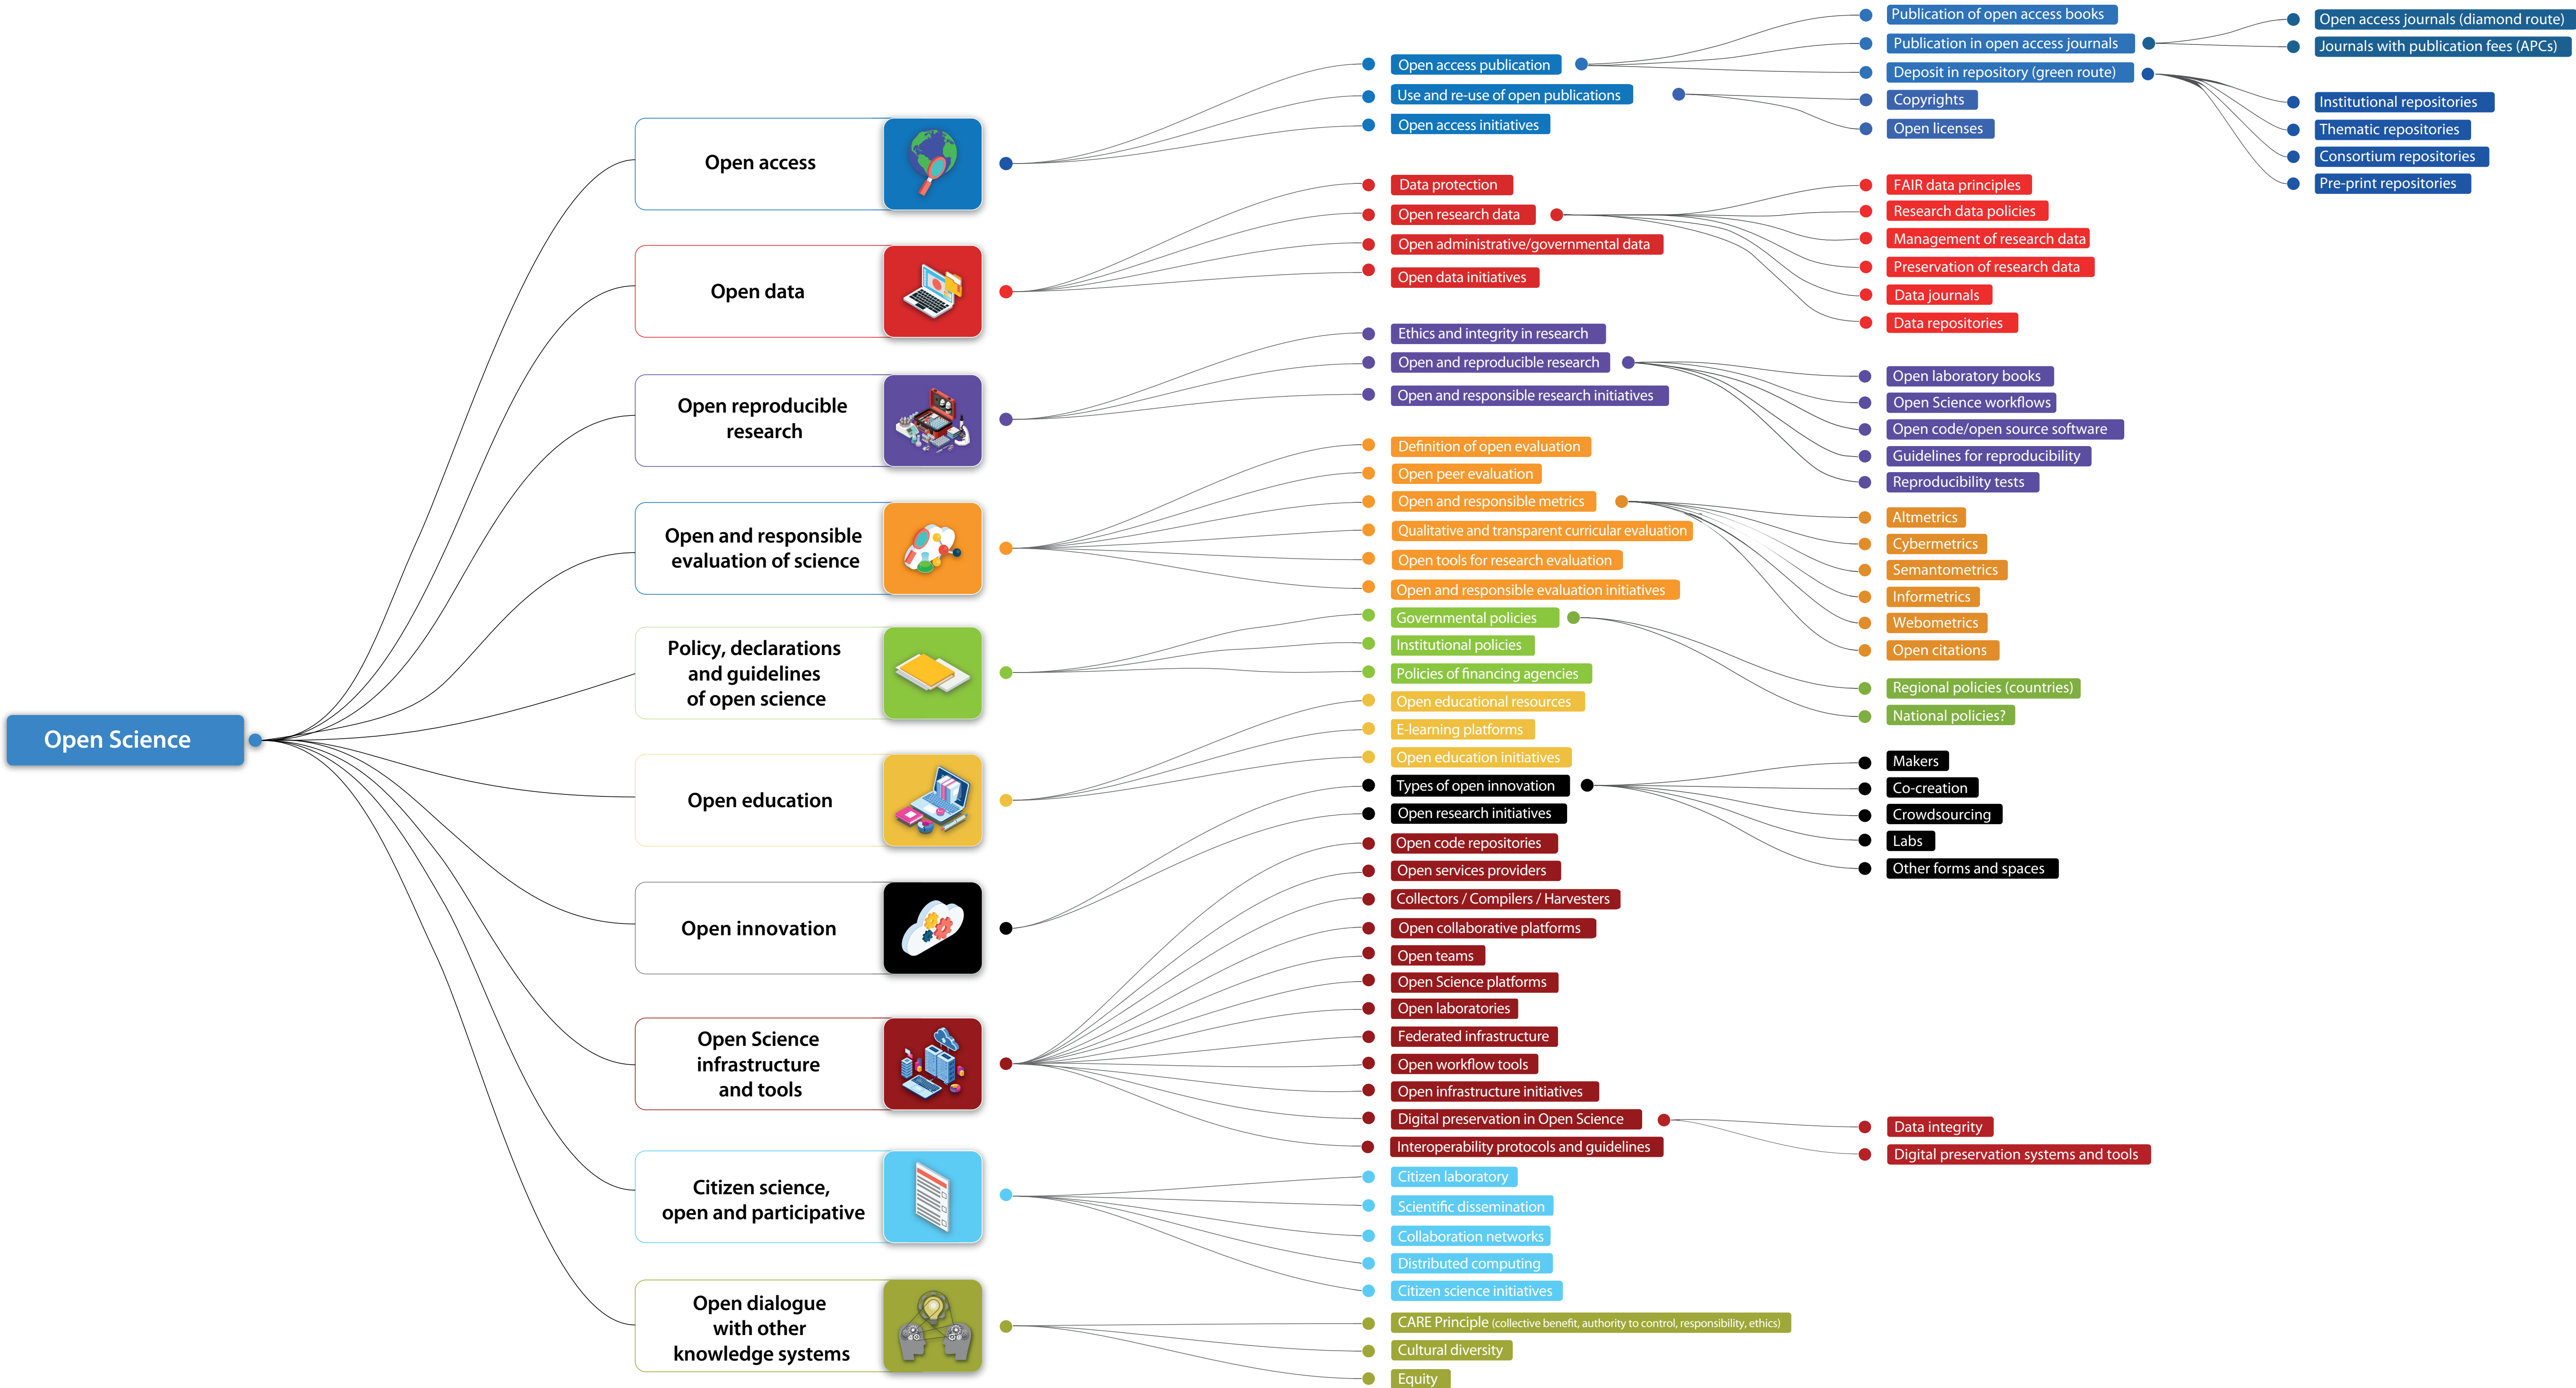 Open Science
Open access
Open data
Open reproducible
research
Open and responsible
evaluation of science
Policy, declarations
and guidelines
of open science
Open education
Open innovation
Open Science
infrastructure
and tools
Citizen science,
open and participative
Open dialogue
with other
knowledge systems
Open access publication
Use and re-use of open publications
Open access initiatives
Data protection
Open research data
Open administrative/governmental data
Open data initiatives
Ethics and integrity in research
Open and reproducible research
Open and responsible research initiatives
Definition of open evaluation
Open peer evaluation
Open and responsible metrics
Qualitative and transparent curricular evaluation
Open tools for research evaluation
Open and responsible evaluation initiatives
Governmental policies
Institutional policies
Policies of financing agencies
Open educational resources
E-learning platforms
Open education initiatives
Types of open innovation
Open research initiatives
Open code repositories
Open services providers
Collectors / Compilers / Harvesters
Open collaborative platforms
Open teams
Open Science platforms
Open laboratories
Federated infrastructure
Open workflow tools
Open infrastructure initiatives
Digital preservation in Open Science
Interoperability protocols and guidelines
Citizen laboratory
Scientific dissemination
Collaboration networks
Distributed computing
Citizen science initiatives
CARE Principle (collective benefit, authority to control, responsibility, ethics)
Cultural diversity
Equity
Publication of open access books
Publication in open access journals
Deposit in repository (green route)
Copyrights
Open licenses
FAIR data principles
Research data policies
Management of research data
Preservation of research data
Data journals
Data repositories
Open laboratory books
Open Science workflows
Open code/open source software
Guidelines for reproducibility
Reproducibility tests
Altmetrics
Cybermetrics
Semantometrics
Informetrics
Webometrics
Open citations
Regional policies (countries)
National policies?
Makers
Co-creation
Crowdsourcing
Labs
Other forms and spaces
Data integrity
Digital preservation systems and tools
Open access journals (diamond route)
Journals with publication fees (APCs)
Institutional repositories
Thematic repositories
Consortium repositories
Pre-print repositories